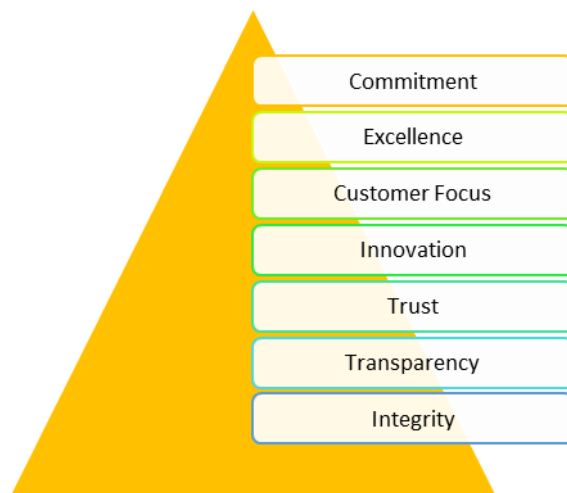 Commitment
Excellence
Customer Focus
Innovation
Trust
Transparency
Integrity